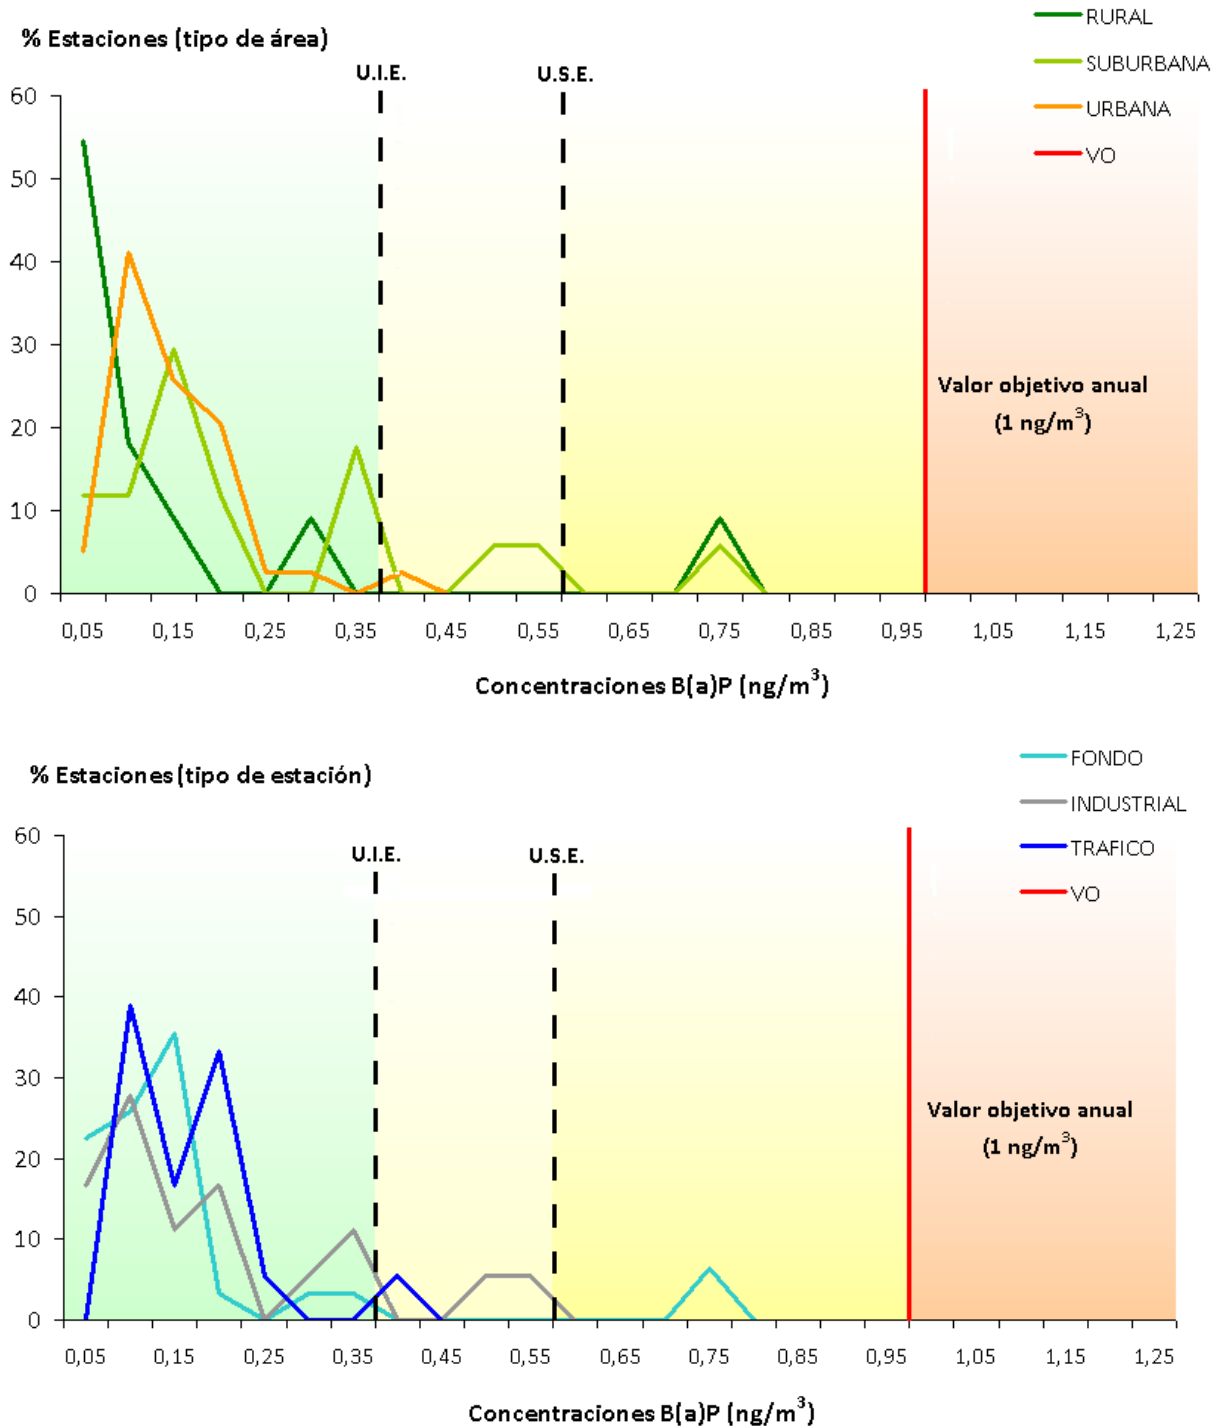 RURAL
% Estaciones (tipo de área)
SUBURBANA
U.I.E.
U.S.E.
60
URBANA
VO
50
40
30
Valor objetivo anual
(1 ng/m³)
20
10
0
0,05 0,15 0,25 0,35 0,45 0,55 0,65 0,75 0,85 0,95 1,05 1,15 1,25
Concentraciones B(a)P (ng/m³)
FONDO
% Estaciones (tipo de estación)
INDUSTRIAL
60
U.I.E.
U.S.E.
TRAFICO
VO
50
40
30
Valor objetivo anual
(1 ng/m³)
20
10
0
0,05 0,15 0,25 0,35 0,45 0,55 0,65 0,75 0,85 0,95 1,05 1,15 1,25
Concentraciones B(a)P (ng/m³)